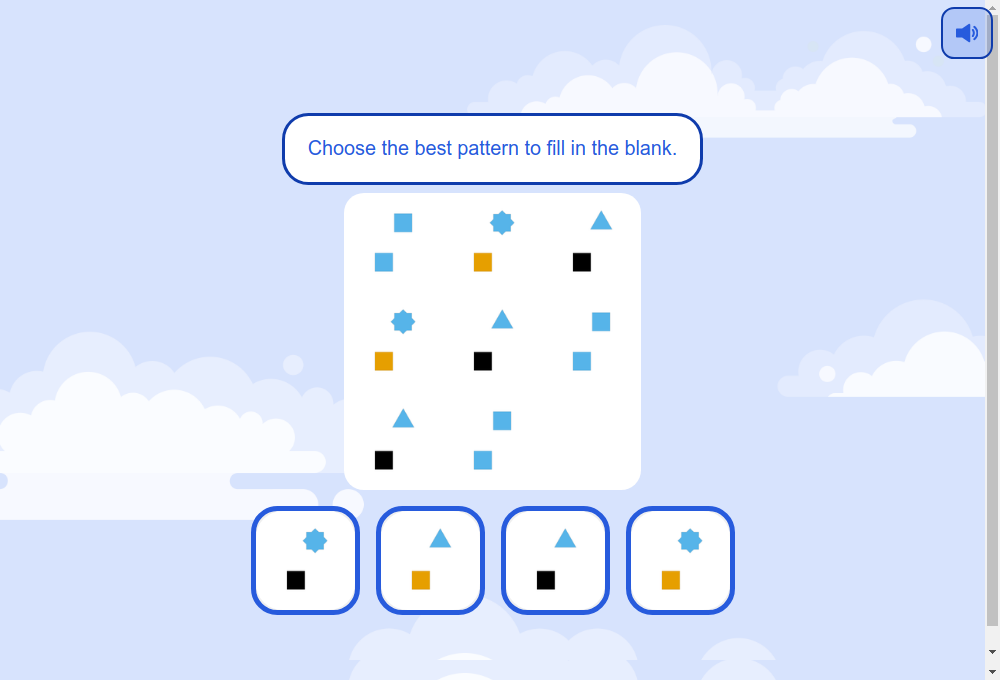 Choose the best pattern to fill in the blank.